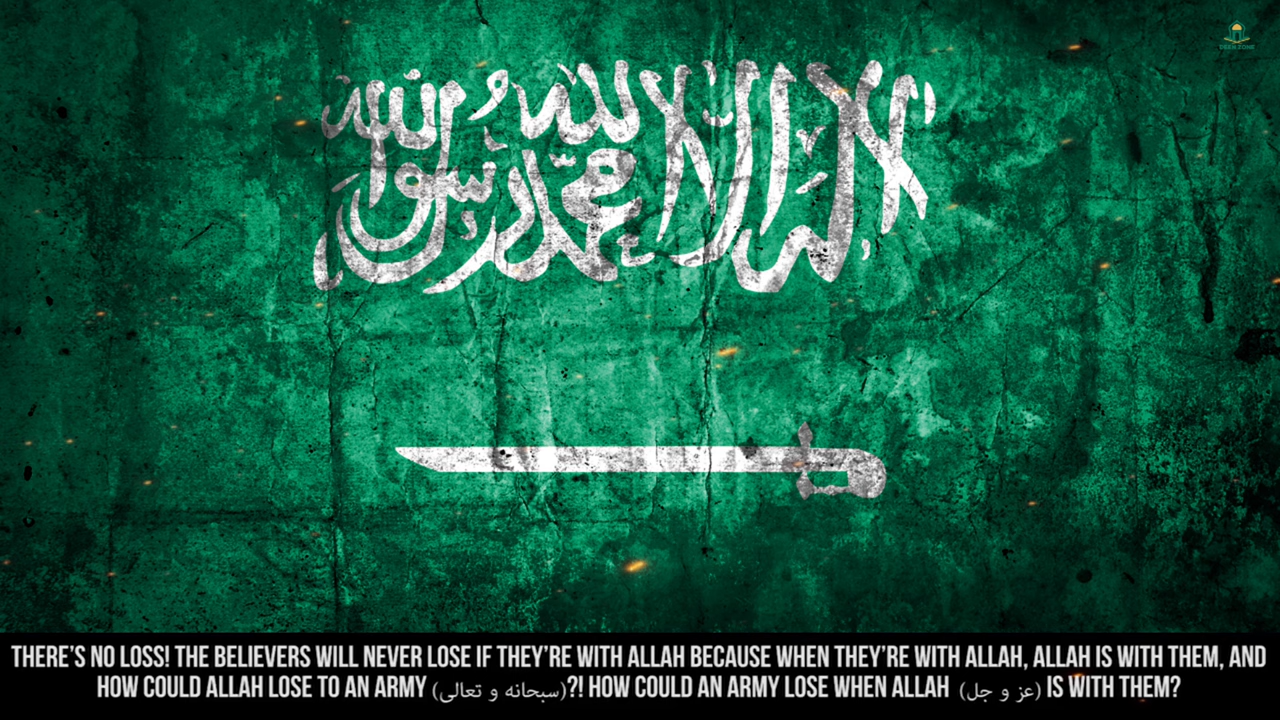 لا إله إلا الله محمد رسول الله
DEEN ZONE
THERE'S NO LOSS! THE BELIEVERS WILL NEVER LOSE IF THEY'RE WITH ALLAH BECAUSE WHEN THEY'RE WITH ALLAH, ALLAH IS WITH THEM, AND
HOW COULD ALLAH LOSE TO AN ARMY (سبحانه و تعالى)?! HOW COULD AN ARMY LOSE WHEN ALLAH (عز و جل) IS WITH THEM?